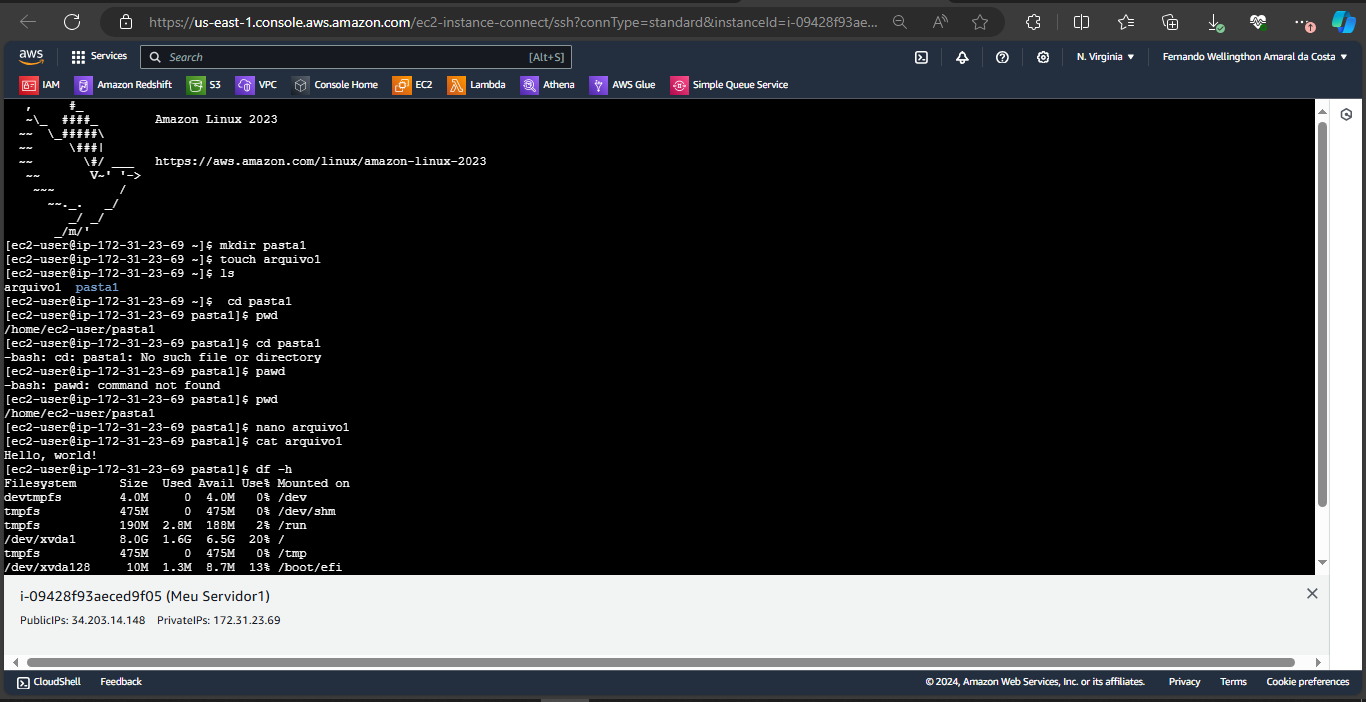 https://us-east-1.console.aws.amazon.com/ec2-instance-connect/ssh?connType=standard&instanceId=i-09428f93ae...
aws Services Search [Alt+S] N. Virginia ▼ Fernando Wellingthon Amaral da Costa ▼
IAM Amazon Redshift S3 VPC Console Home EC2 Lambda Athena AWS Glue Simple Queue Service
   ,     #_
   ~\_  ####_        Amazon Linux 2023
  ~~  \_#####\
  ~~     \###|
  ~~       \#/ ___   https://aws.amazon.com/linux/amazon-linux-2023
   ~~       V~' '->
    ~~~         /
      ~~._.   _/
         _/ _/
       _/m/'
[ec2-user@ip-172-31-23-69 ~]$ mkdir pasta1
[ec2-user@ip-172-31-23-69 ~]$ touch arquivo1
[ec2-user@ip-172-31-23-69 ~]$ ls
arquivo1  pasta1
[ec2-user@ip-172-31-23-69 ~]$  cd pasta1
[ec2-user@ip-172-31-23-69 pasta1]$ pwd
/home/ec2-user/pasta1
[ec2-user@ip-172-31-23-69 pasta1]$ cd pasta1
-bash: cd: pasta1: No such file or directory
[ec2-user@ip-172-31-23-69 pasta1]$ pawd
-bash: pawd: command not found
[ec2-user@ip-172-31-23-69 pasta1]$ pwd
/home/ec2-user/pasta1
[ec2-user@ip-172-31-23-69 pasta1]$ nano arquivo1
[ec2-user@ip-172-31-23-69 pasta1]$ cat arquivo1
Hello, world!
[ec2-user@ip-172-31-23-69 pasta1]$ df -h
Filesystem      Size  Used Avail Use% Mounted on
devtmpfs        4.0M     0  4.0M   0% /dev
tmpfs           475M     0  475M   0% /dev/shm
tmpfs           190M  2.8M  188M   2% /run
/dev/xvda1      8.0G  1.6G  6.5G  20% /
tmpfs           475M     0  475M   0% /tmp
/dev/xvda128     10M  1.3M  8.7M  13% /boot/efi
i-09428f93aeced9f05 (Meu Servidor1)
PublicIPs: 34.203.14.148 PrivateIPs: 172.31.23.69
CloudShell Feedback © 2024, Amazon Web Services, Inc. or its affiliates. Privacy Terms Cookie preferences